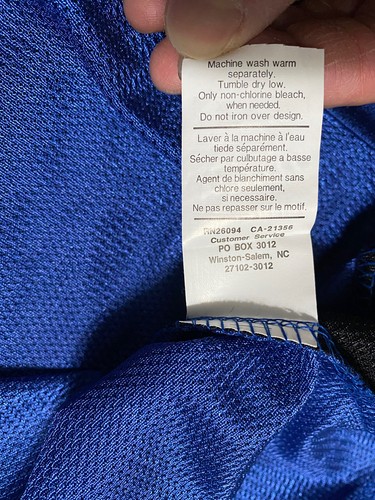 Machine wash warm
separately.
Tumble dry low.
Only non-chlorine bleach,
when needed.
Do not iron over design.
Laver à la machine à l'eau
tiede séparément.
Sécher par culbutage a basse
température.
Agent de blanchiment sans
chlore seulement,
si necessaire.
Ne pas repasser sur le motif.
RN26094 CA-21356
Customer Service
PO BOX 3012
Winston-Salem, NC
27102-3012